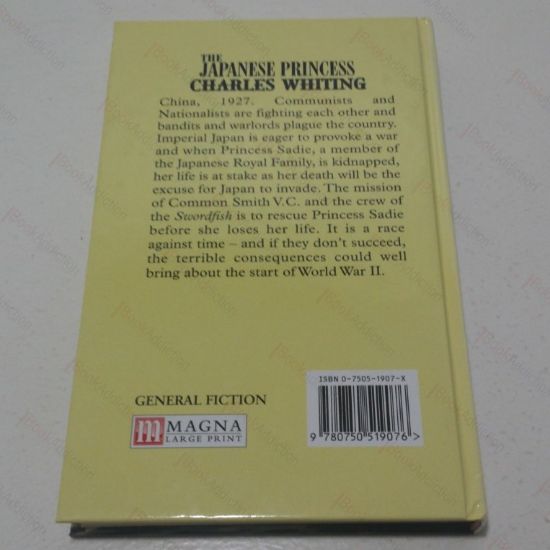 THE
JAPANESE PRINCESS
CHARLES WHITING
China, 1927. Communists and
Nationalists are fighting each other and
bandits and warlords plague the country.
Imperial Japan is eager to provoke a war
and when Princess Sadie, a member of
the Japanese Royal Family, is kidnapped,
her life is at stake as her death will be the
excuse for Japan to invade. The mission
of Common Smith V.C. and the crew of
the Swordfish is to rescue Princess Sadie
before she loses her life. It is a race
against time – and if they don't succeed,
the terrible consequences could well
bring about the start of World War II.
ISBN 0-7505-1907-X
9 780750 519076 >
GENERAL FICTION
m MAGNA
LARGE PRINT
BookAddiction